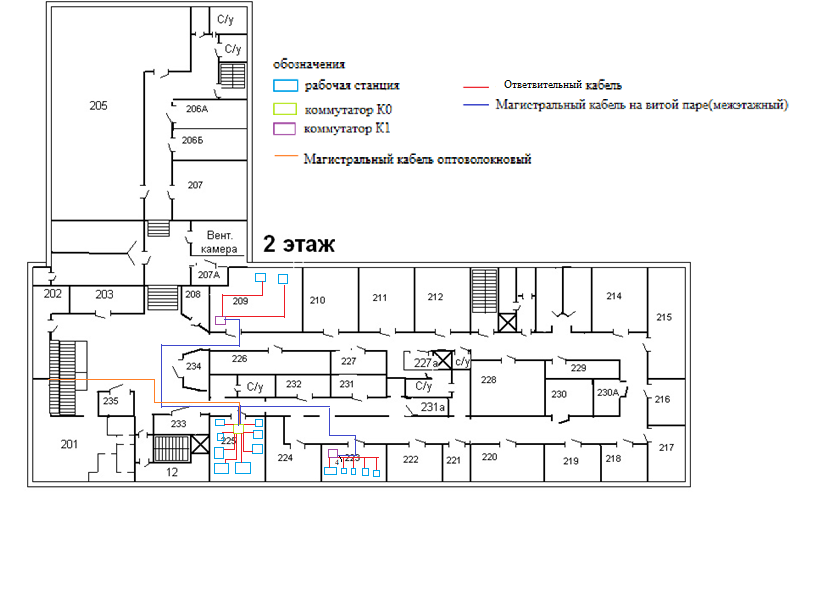 С/у
обозначения
С/у
рабочая станция
Ответвительный кабель
205
206А
коммутатор К0
Магистральный кабель на витой паре(межэтажный)
коммутатор К1
206Б
Магистральный кабель оптоволокновый
207
Вент.
камера
2 этаж
207А
202
203
208
209
210
211
212
214
215
226
227
227а
с/у
234
229
228
С/у
232
231
С/у
230
230А
216
235
231а
233
201
225
224
223
222
221
220
219
218
217
12